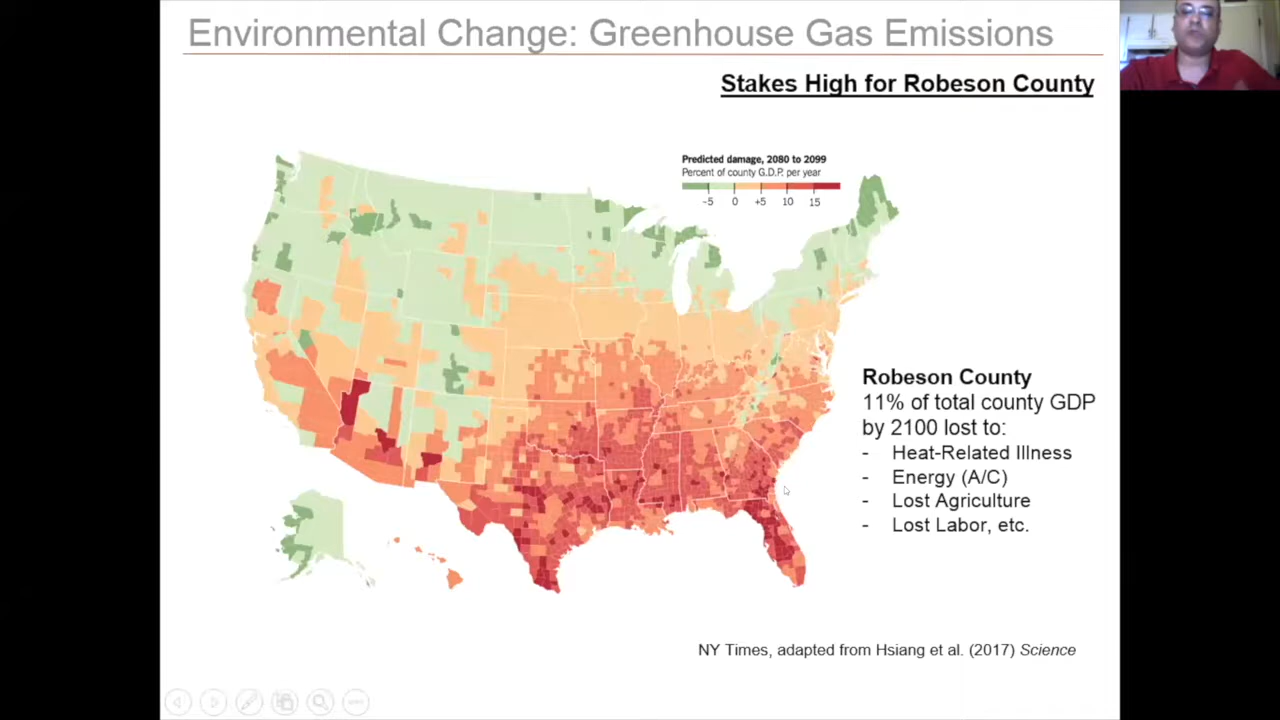 Environmental Change: Greenhouse Gas Emissions
Stakes High for Robeson County
Predicted damage, 2080 to 2099
Percent of county G.D.P. per year
-5 0 +5 10 15
Robeson County
11% of total county GDP
by 2100 lost to:
- Heat-Related Illness
- Energy (A/C)
- Lost Agriculture
- Lost Labor, etc.
NY Times, adapted from Hsiang et al. (2017) Science